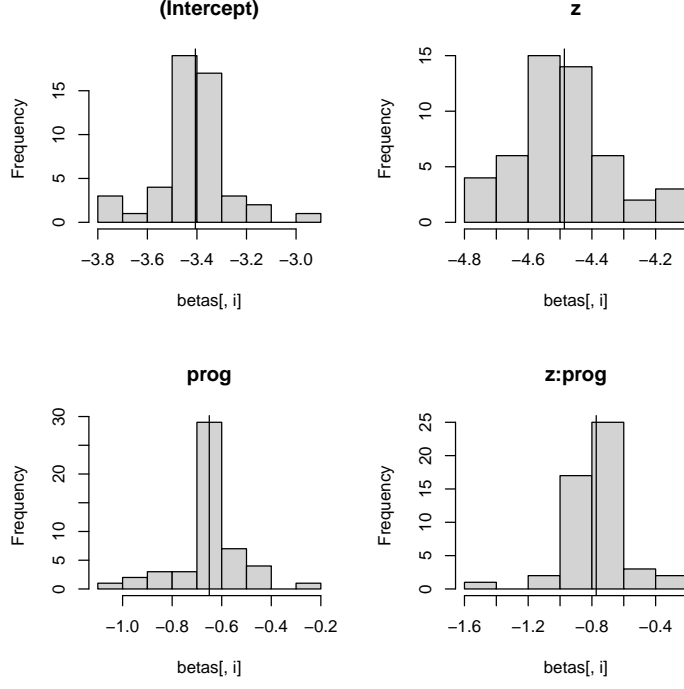 (Intercept)
Frequency
0 5 10 15
−3.8 −3.6 −3.4 −3.2 −3.0
betas[, i]
z
Frequency
0 5 10 15
−4.8 −4.6 −4.4 −4.2
betas[, i]
prog
Frequency
0 5 10 20 30
−1.0 −0.8 −0.6 −0.4 −0.2
betas[, i]
z:prog
Frequency
0 5 10 15 20 25
−1.6 −1.2 −0.8 −0.4
betas[, i]